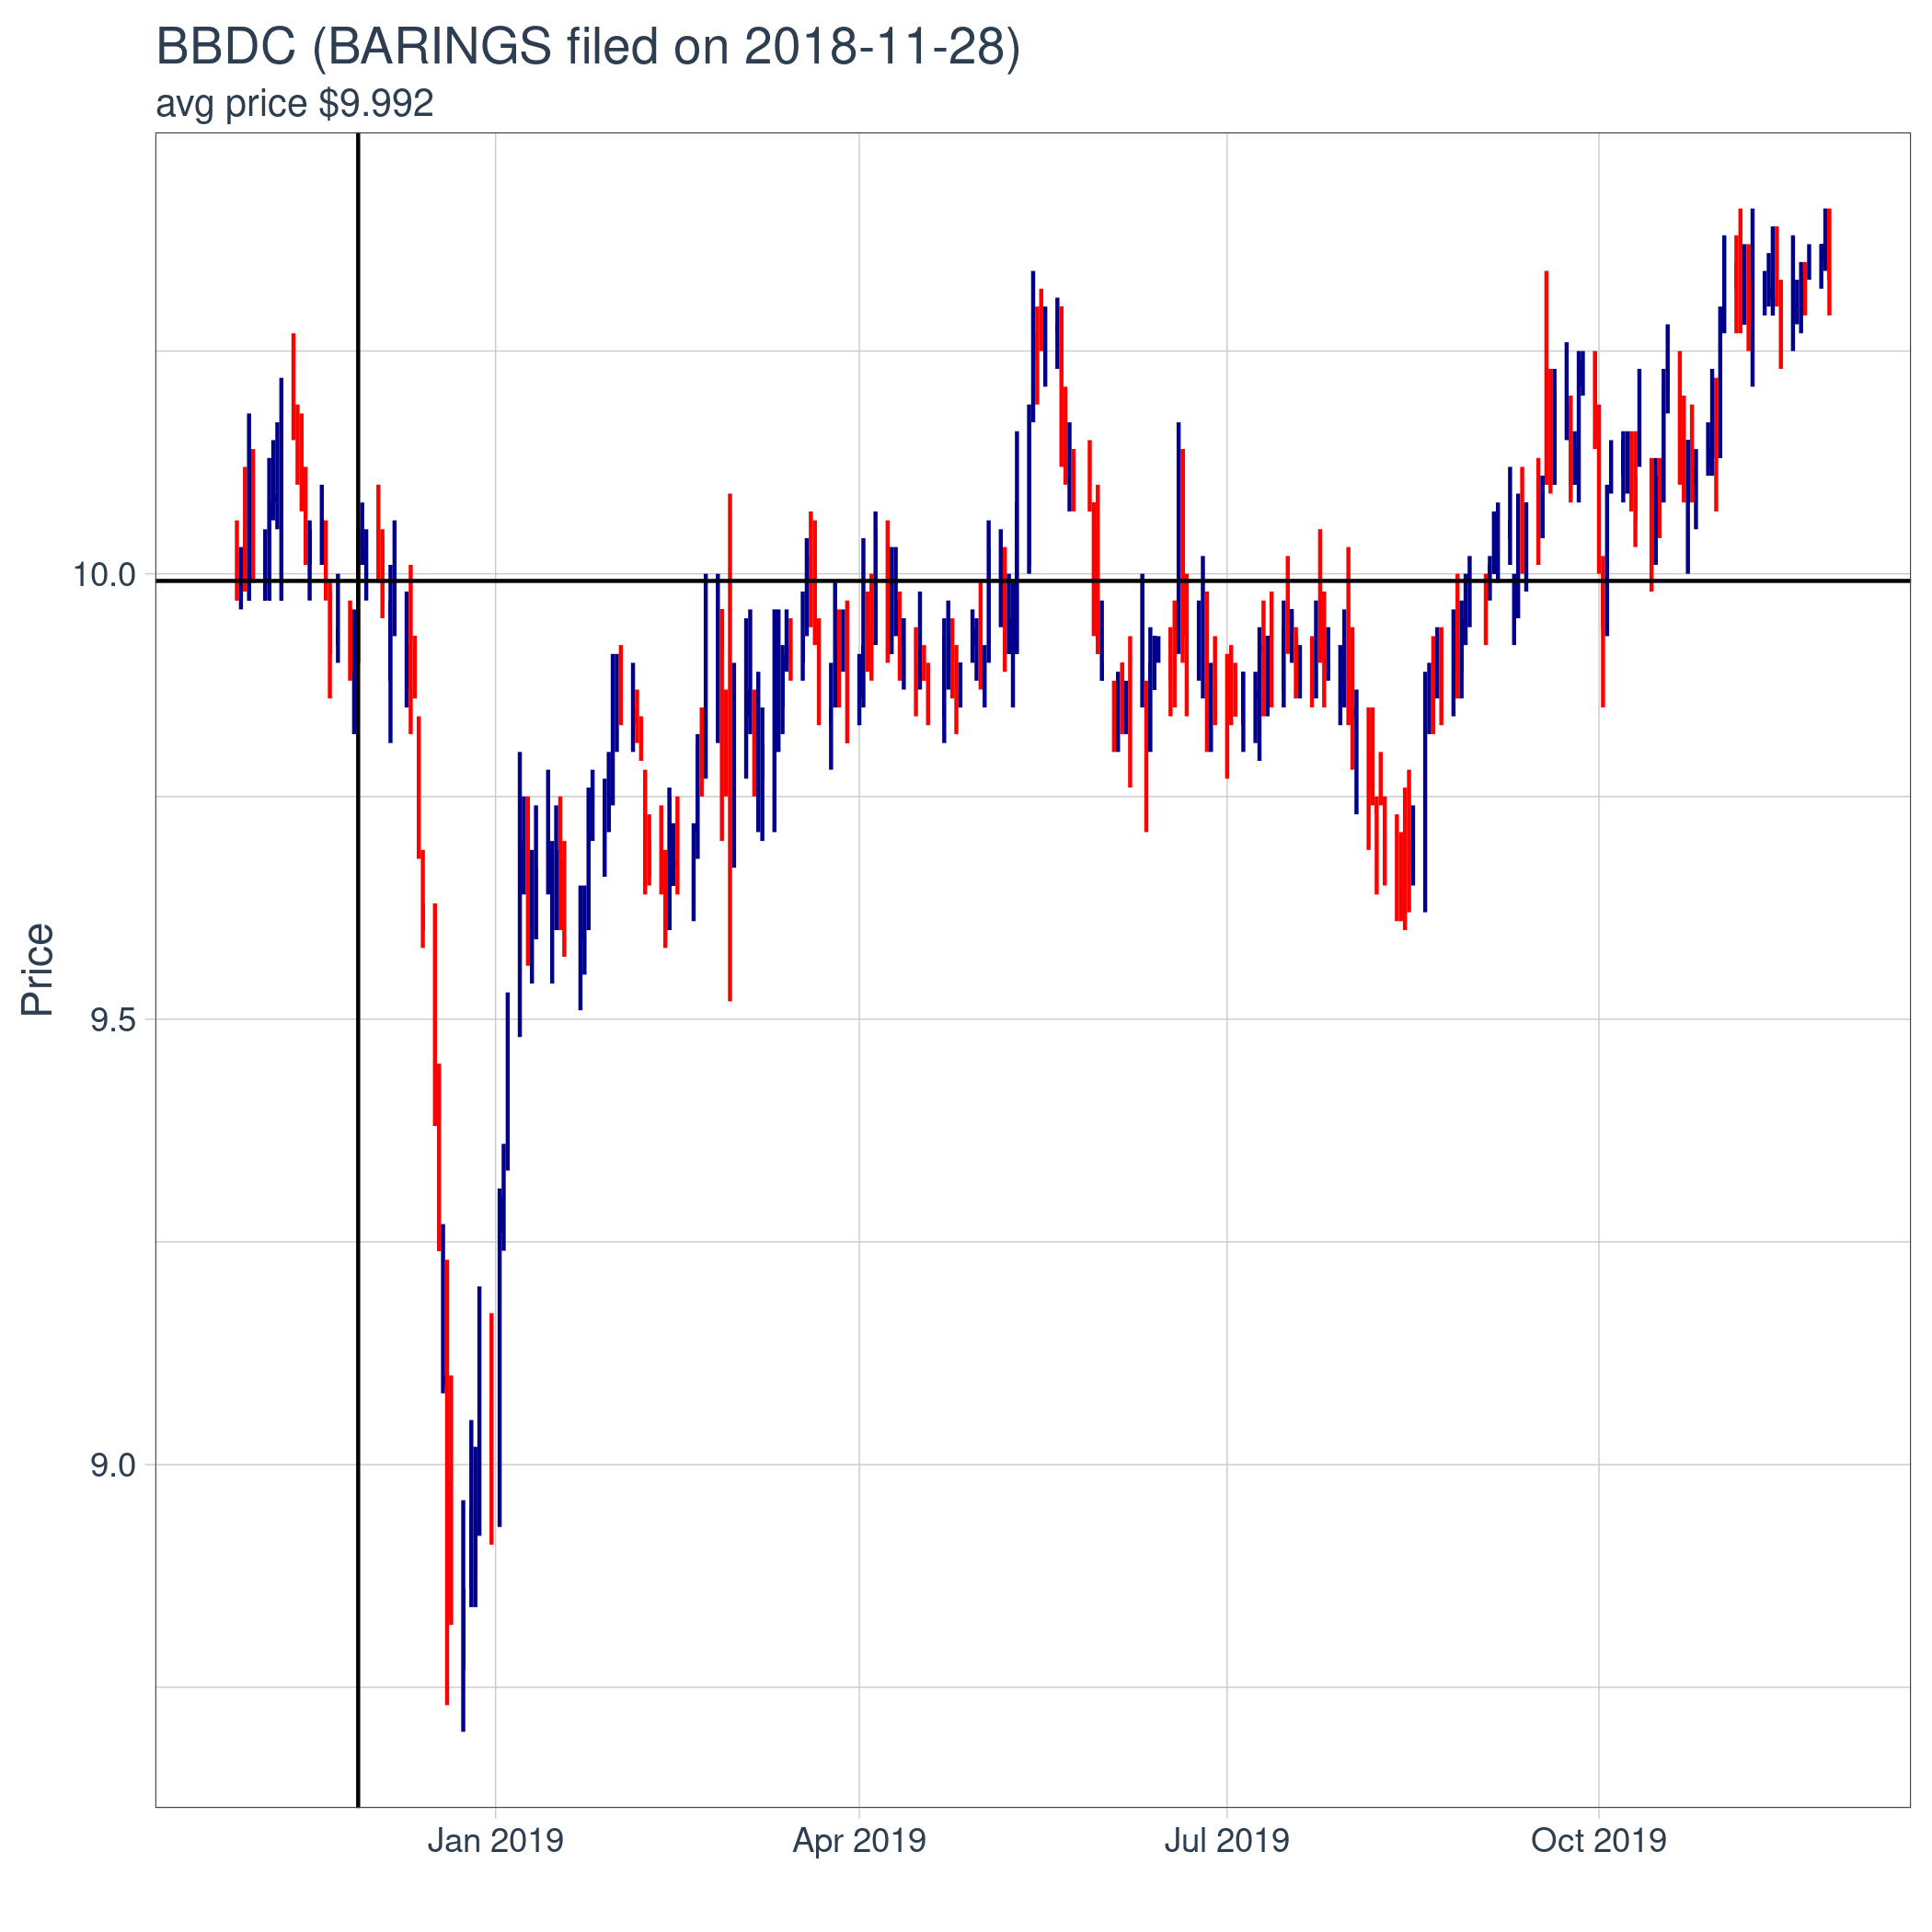 BBDC (BARINGS filed on 2018-11-28)
avg price $9.992
Price
10.0
9.5
9.0
Jan 2019
Apr 2019
Jul 2019
Oct 2019